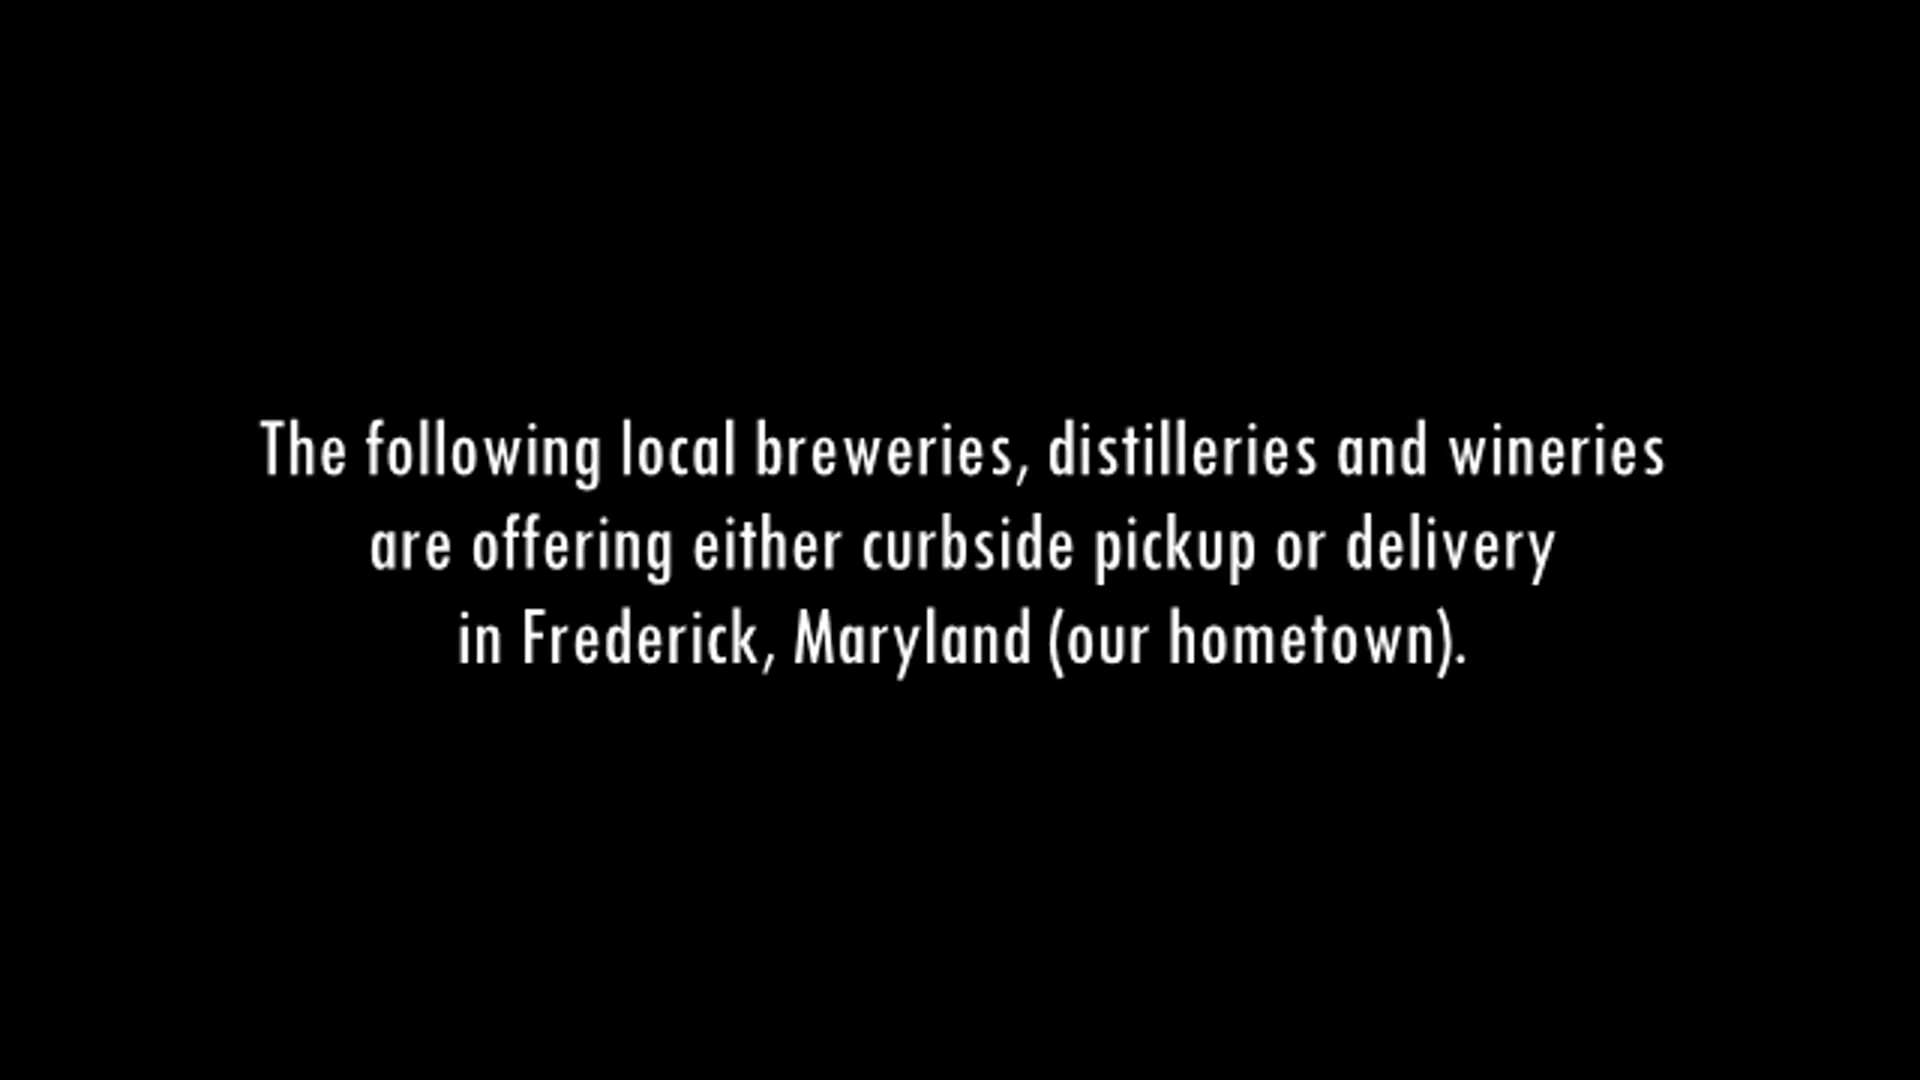 The following local breweries, distilleries and wineries
are offering either curbside pickup or delivery
in Frederick, Maryland (our hometown).